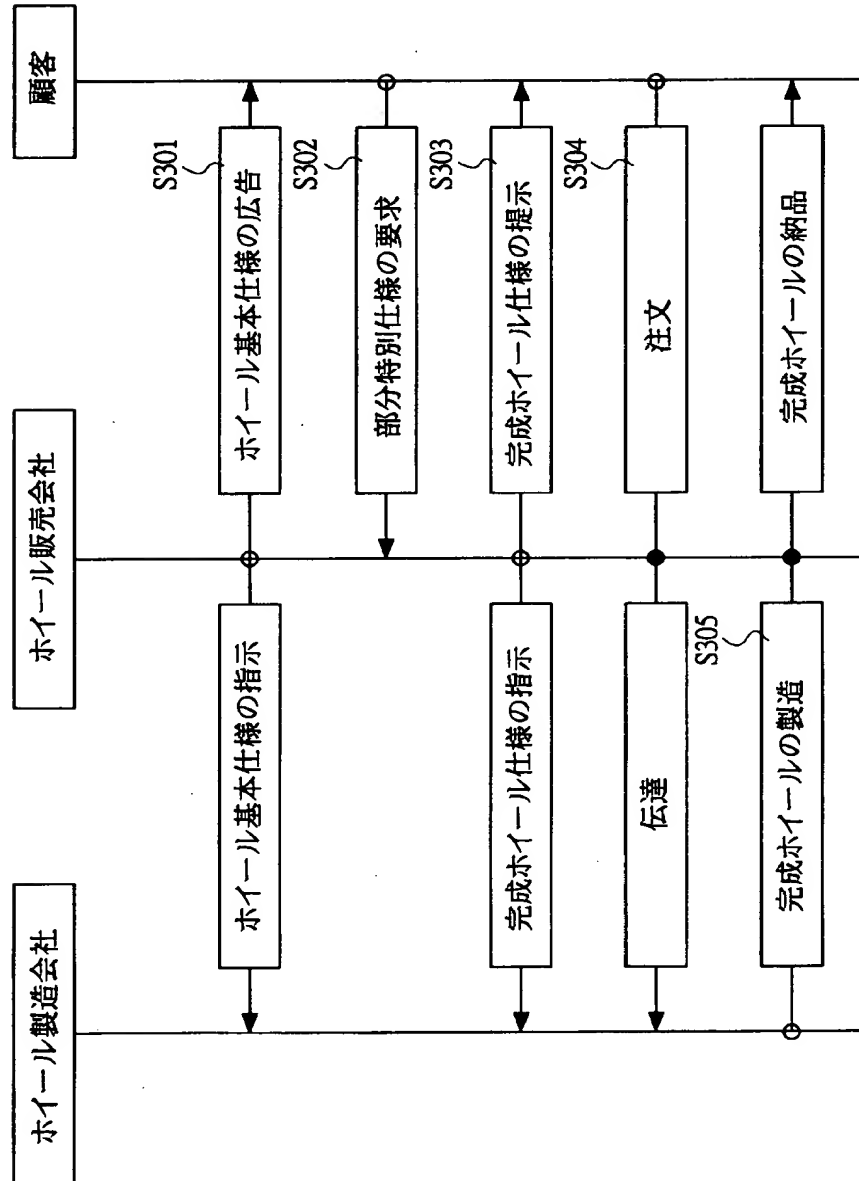 ホイール製造会社
ホイール販売会社
顧客
ホイール基本仕様の指示
ホイール基本仕様の広告
S301
部分特別仕様の要求
S302
完成ホイール仕様の指示
完成ホイール仕様の提示
S303
伝達
注文
S304
完成ホイールの製造
S305
完成ホイールの納品